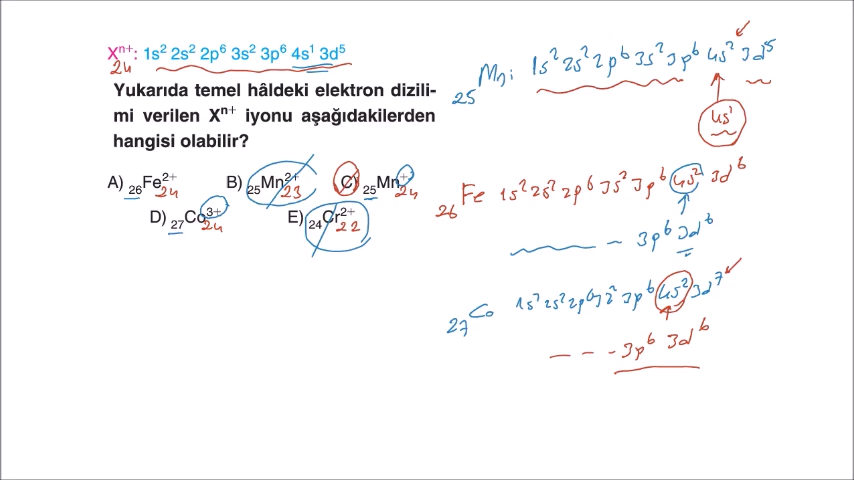 Xⁿ⁺: 1s² 2s² 2p⁶ 3s² 3p⁶ 4s¹ 3d⁵
24
Yukarıda temel hâldeki elektron dizili-
mi verilen Xⁿ⁺ iyonu aşağıdakilerden
hangisi olabilir?
A) ₂₆Fe²⁺ B) ₂₅Mn²⁺ C) ₂₅Mn⁺
24 23 24
D) ₂₇Co³⁺ E) ₂₄Cr²⁺
24 22
₂₅Mn: 1s² 2s² 2p⁶ 3s² 3p⁶ 4s² 3d⁵
4s¹
₂₆Fe 1s² 2s² 2p⁶ 3s² 3p⁶ 4s² 3d⁶
3p⁶ 3d⁶
₂₇Co 1s² 2s² 2p⁶ 3s² 3p⁶ 4s² 3d⁷
3p⁶ 3d⁶